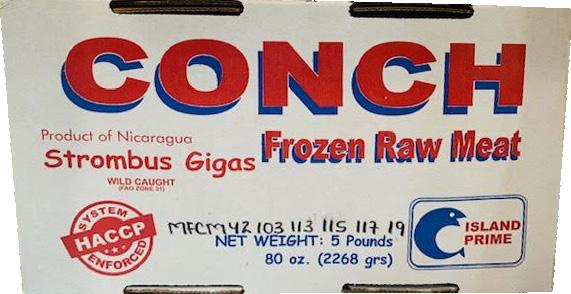 CONCH
Product of Nicaragua
Strombus Gigas
Frozen Raw Meat
WILD CAUGHT
(FAO ZONE 31)
SYSTEM
HACCP
ENFORCED
MFCM42 103 113 115 117 19
NET WEIGHT: 5 Pounds
80 oz. (2268 grs)
ISLAND
PRIME